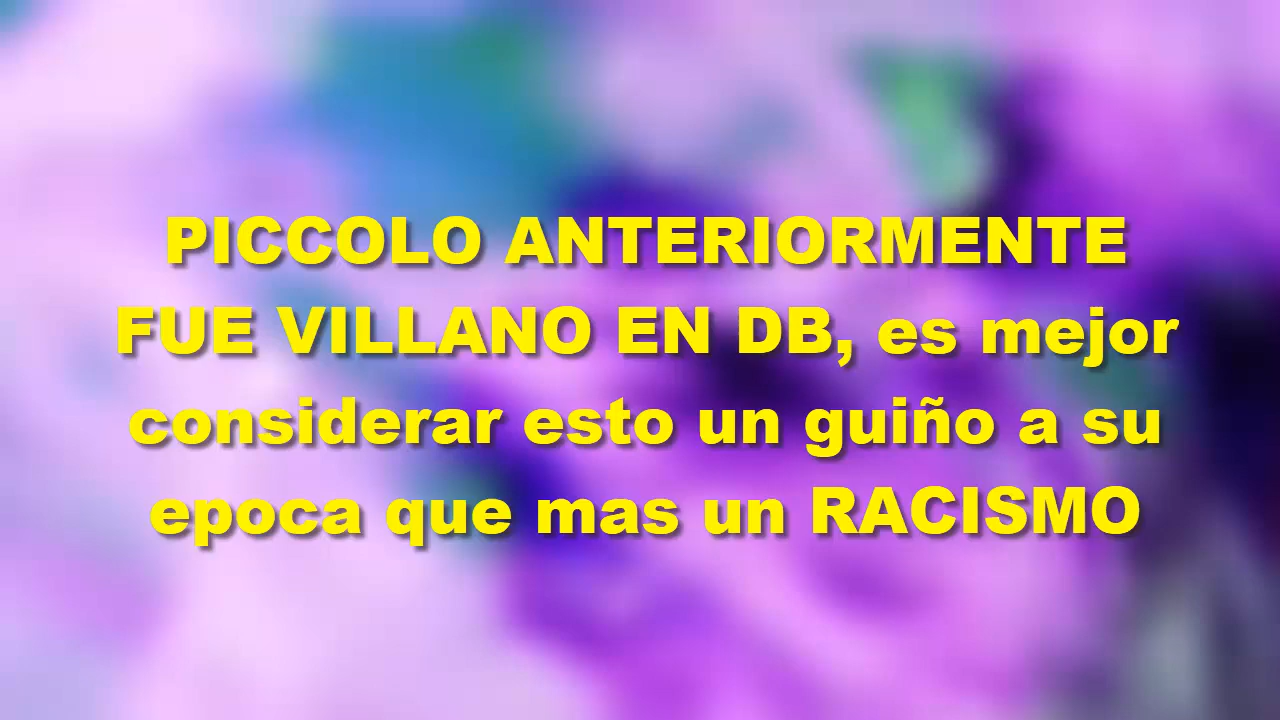 PICCOLO ANTERIORMENTE
FUE VILLANO EN DB, es mejor
considerar esto un guiño a su
epoca que mas un RACISMO